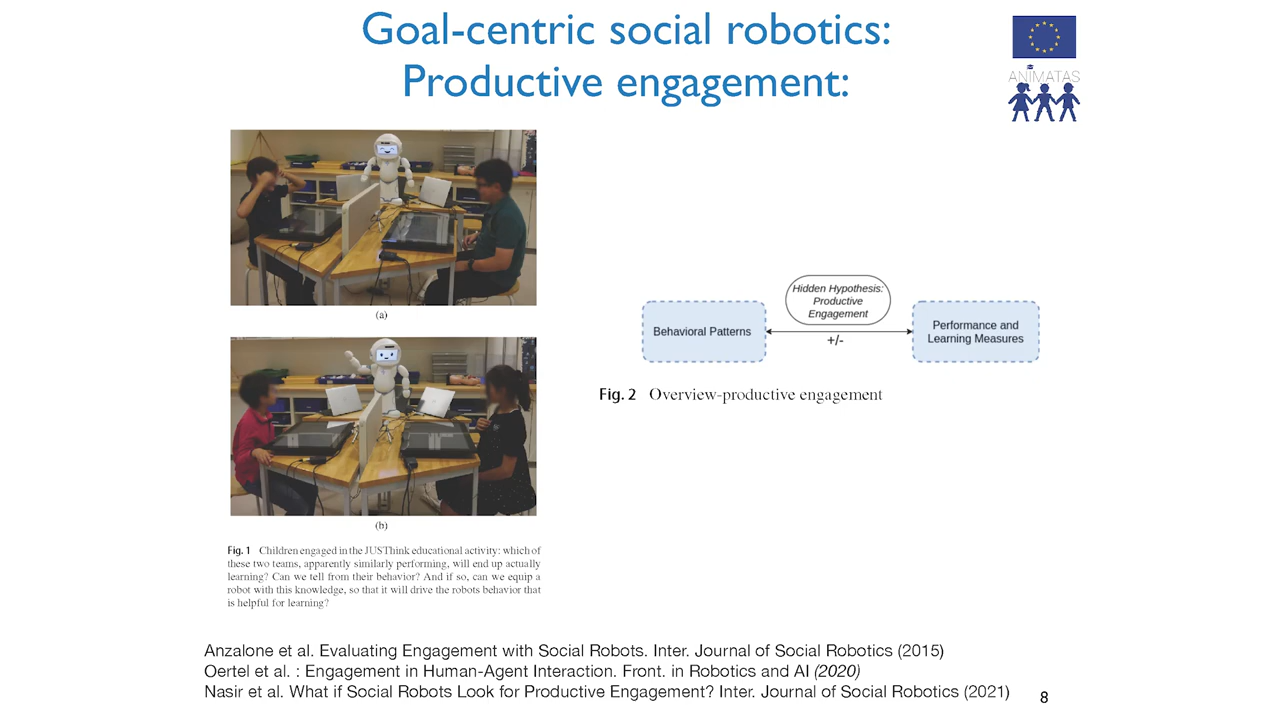 Goal-centric social robotics:
Productive engagement:
ANIMATAS
(a)
(b)
Fig. 1 Children engaged in the JUSThink educational activity: which of
these two teams, apparently similarly performing, will end up actually
learning? Can we tell from their behavior? And if so, can we equip a
robot with this knowledge, so that it will drive the robots behavior that
is helpful for learning?
Behavioral Patterns
Hidden Hypothesis:
Productive
Engagement
+/-
Performance and
Learning Measures
Fig. 2 Overview-productive engagement
Anzalone et al. Evaluating Engagement with Social Robots. Inter. Journal of Social Robotics (2015)
Oertel et al. : Engagement in Human-Agent Interaction. Front. in Robotics and AI (2020)
Nasir et al. What if Social Robots Look for Productive Engagement? Inter. Journal of Social Robotics (2021)
8